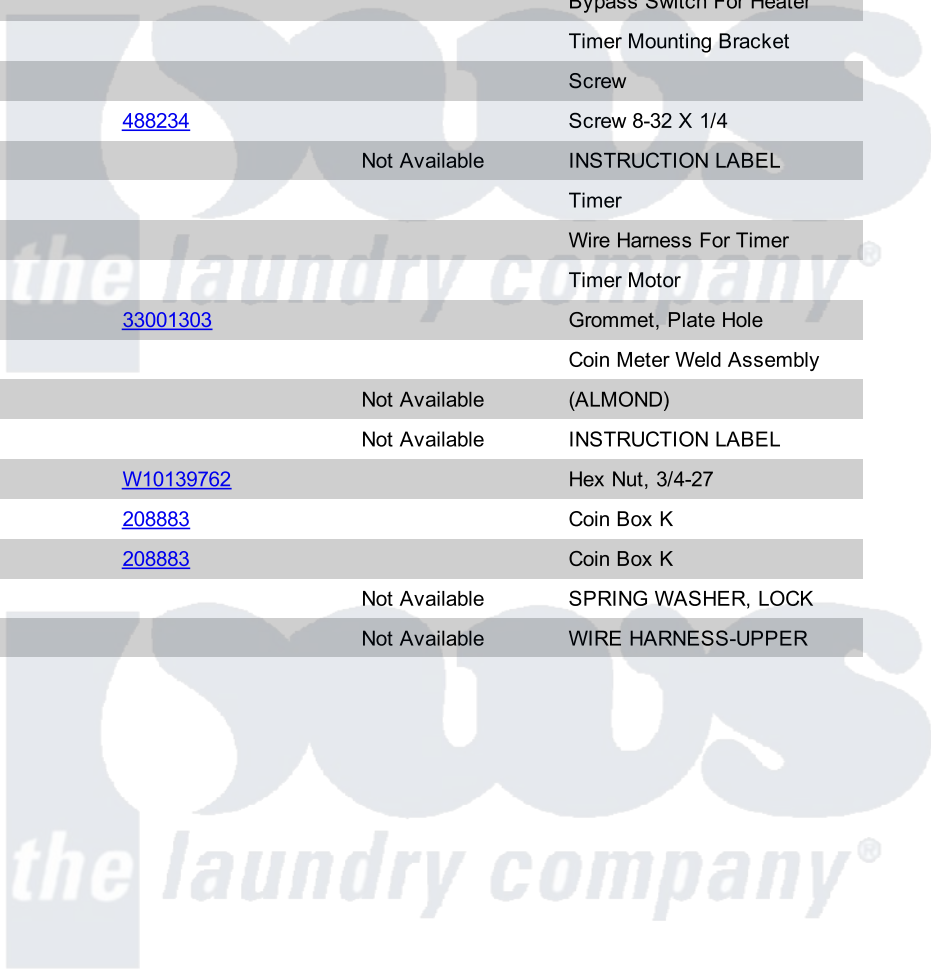 Bypass Switch For Heater
Timer Mounting Bracket
Screw
488234 Screw 8-32 X 1/4
Not Available INSTRUCTION LABEL
Timer
Wire Harness For Timer
the laundry company®
Timer Motor
33001303 Grommet, Plate Hole
Coin Meter Weld Assembly
Not Available (ALMOND)
Not Available INSTRUCTION LABEL
W10139762 Hex Nut, 3/4-27
208883 Coin Box K
208883 Coin Box K
Not Available SPRING WASHER, LOCK
Not Available WIRE HARNESS-UPPER
pws
the laundry company®